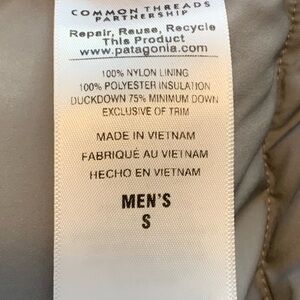 COMMON THREADS
PARTNERSHIP
Repair, Reuse, Recycle
This Product
www.patagonia.com
100% NYLON LINING
100% POLYESTER INSULATION
DUCKDOWN 75% MINIMUM DOWN
EXCLUSIVE OF TRIM
MADE IN VIETNAM
FABRIQUÉ AU VIETNAM
HECHO EN VIETNAM
MEN'S
S